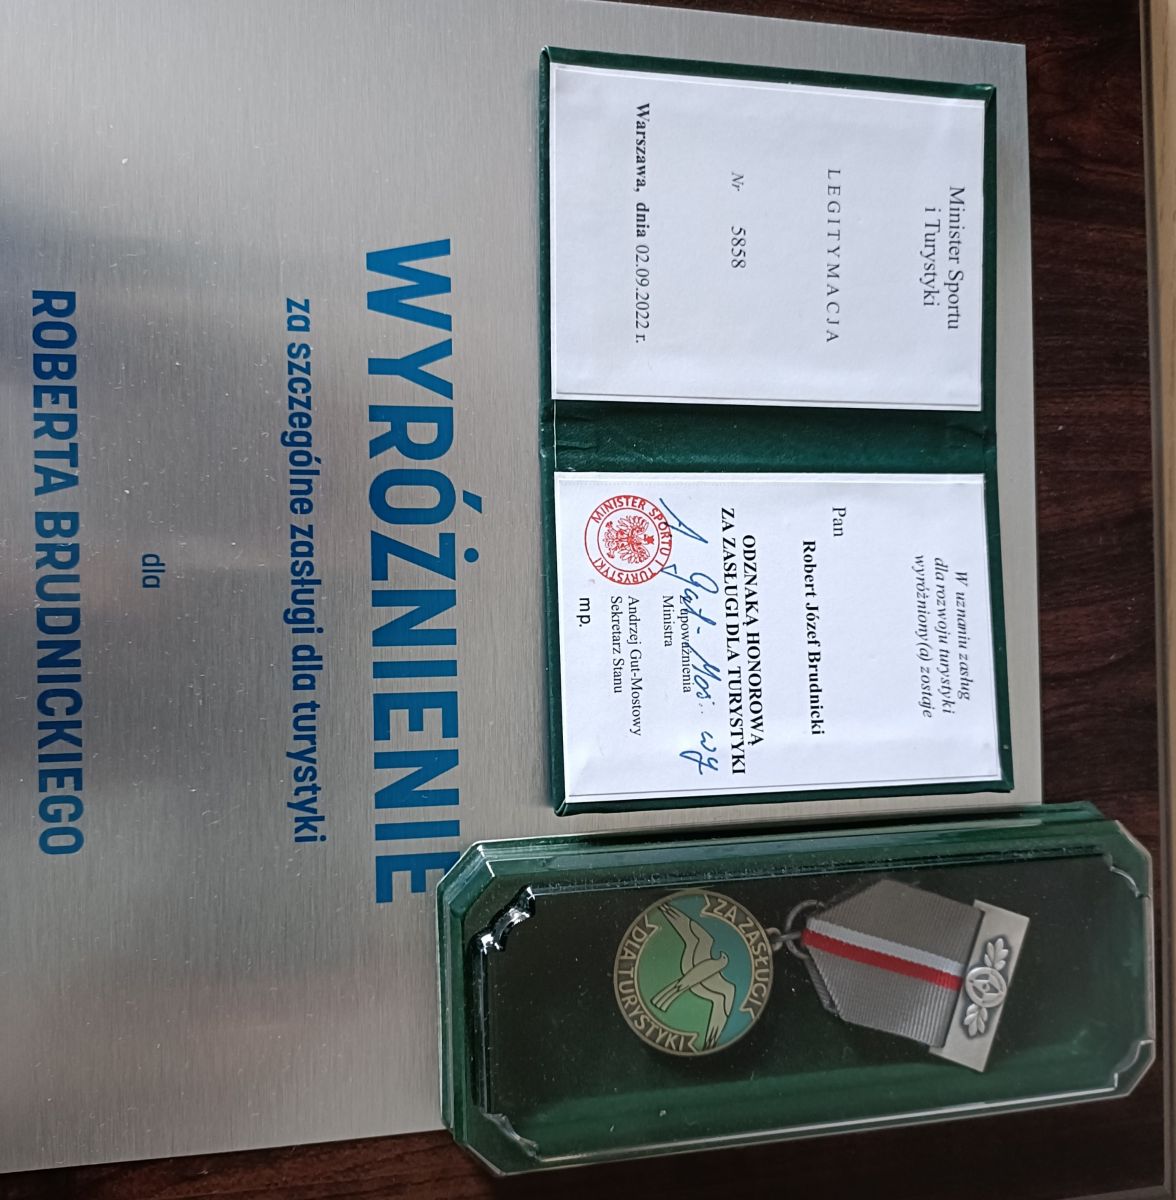 Minister Sportu
i Turystyki
LEGITYMACJA
Nr 5858
Warszawa, dnia 02.09.2022 r.
W uznaniu zasług
dla rozwoju turystyki
wyróżniony(a) zostaje
Pan
Robert Józef Brudnicki
ODZNAKĄ HONOROWĄ
ZA ZASŁUGI DLA TURYSTYKI
z upoważnienia
Ministra
Andrzej Gut-Mostowy
Sekretarz Stanu
mp.
MINISTER SPORTU I TURYSTYKI
ZA ZASŁUGI
DLA TURYSTYKI
WYRÓŻNIENIE
za szczególne zasługi dla turystyki
dla
ROBERTA BRUDNICKIEGO